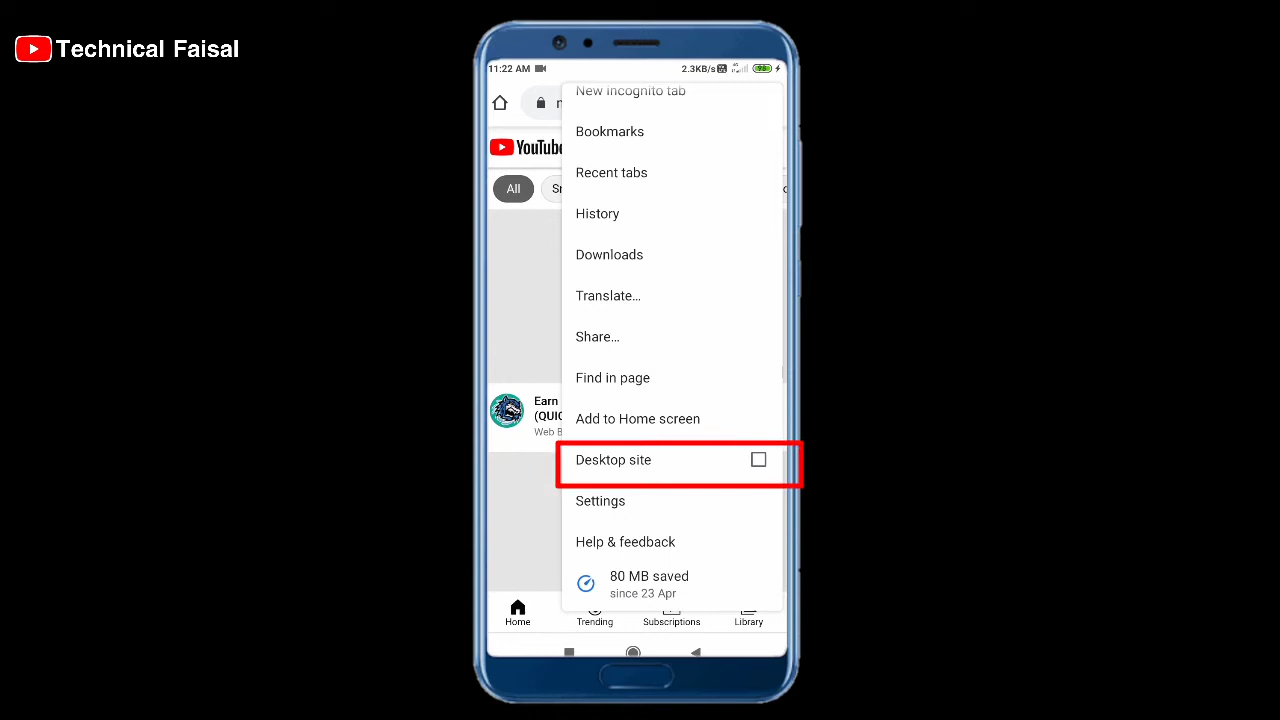 Technical Faisal
11:22 AM
2.3KB/s
4G
98
New incognito tab
Bookmarks
YouTube
Recent tabs
All
History
Downloads
Translate...
Share...
Find in page
Earn
(QUIC
Web B
Add to Home screen
Desktop site
Settings
Help & feedback
80 MB saved
since 23 Apr
Home
Trending
Subscriptions
Library